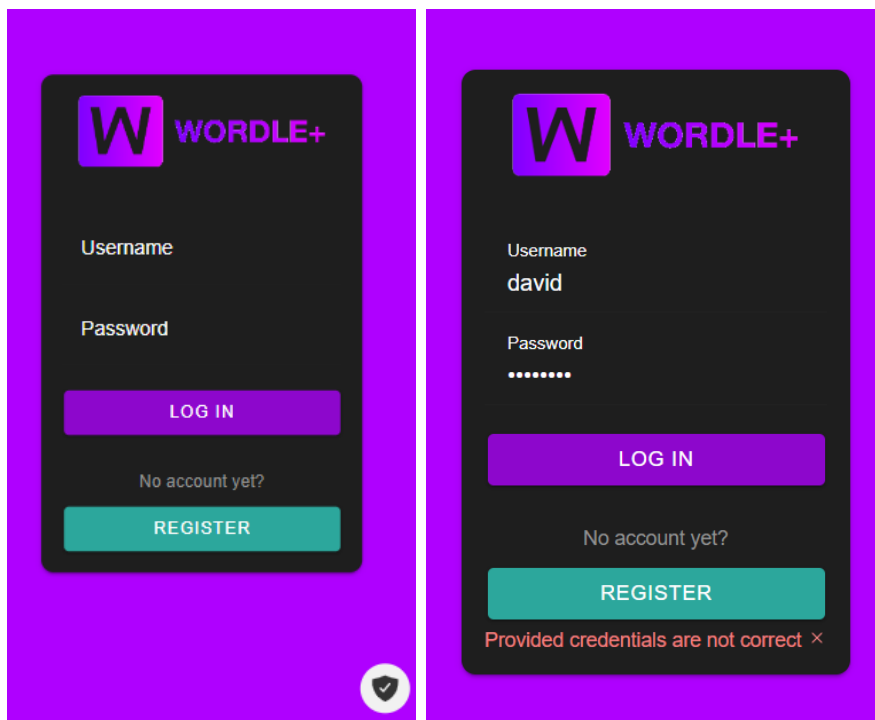 W WORDLE+
Username
Password
LOG IN
No account yet?
REGISTER
W WORDLE+
Username
david
Password
••••••••
LOG IN
No account yet?
REGISTER
Provided credentials are not correct ×